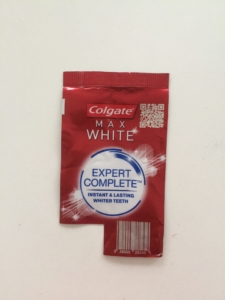 Colgate
MAX
WHITE
EXPERT
COMPLETE™
INSTANT & LASTING
WHITER TEETH